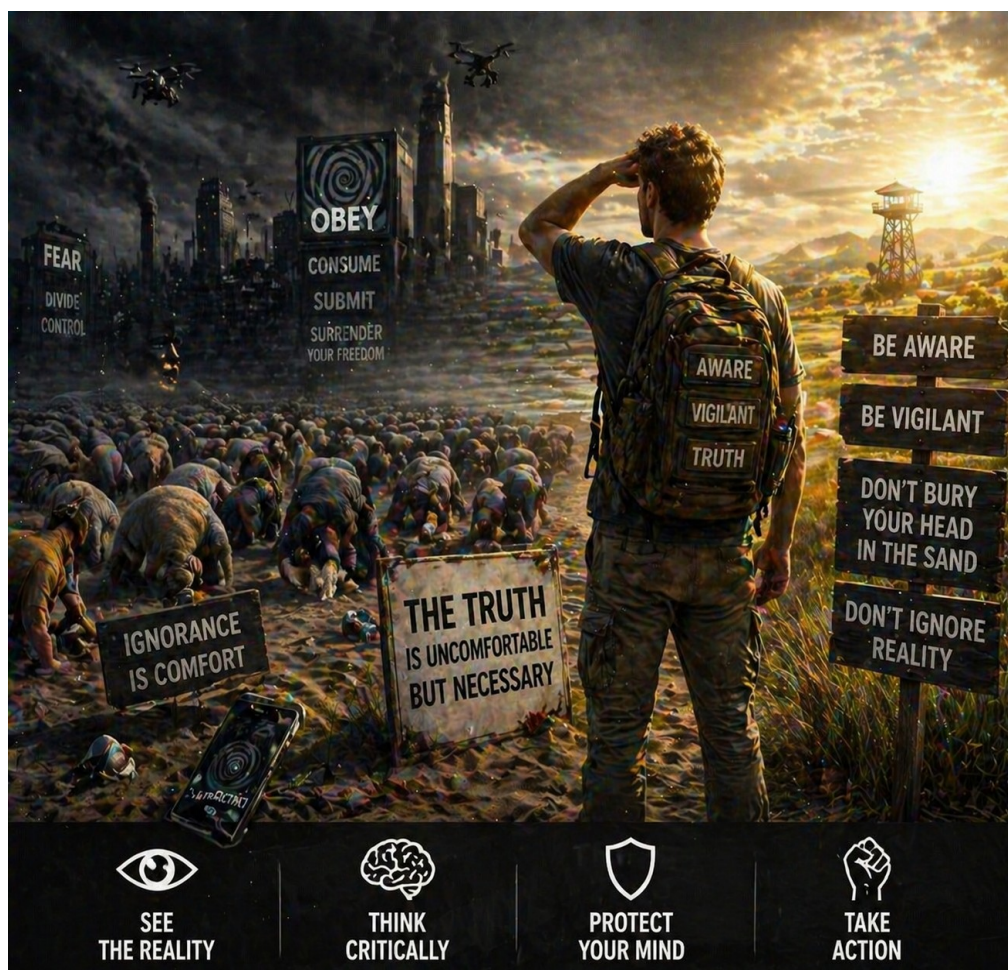 FEAR
DIVIDE
CONTROL
OBEY
CONSUME
SUBMIT
SURRENDER
YOUR FREEDOM
AWARE
VIGILANT
TRUTH
BE AWARE
BE VIGILANT
DON'T BURY
YOUR HEAD
IN THE SAND
DON'T IGNORE
REALITY
IGNORANCE
IS COMFORT
THE TRUTH
IS UNCOMFORTABLE
BUT NECESSARY
SEE
THE REALITY
THINK
CRITICALLY
PROTECT
YOUR MIND
TAKE
ACTION